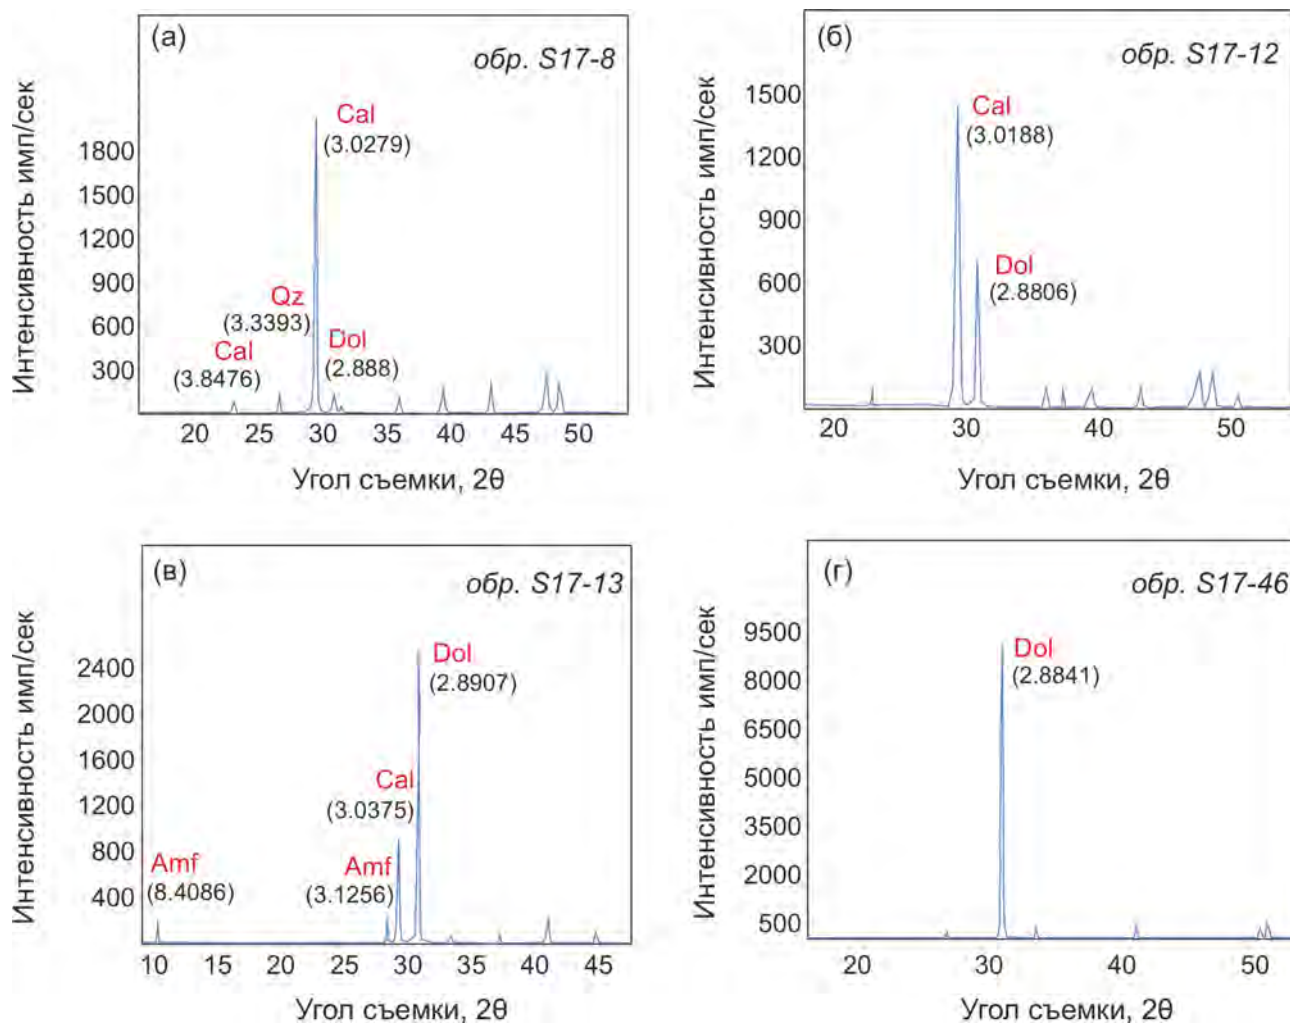 (а)
обр. S17-8
Интенсивность имп/сек
1800
1500
1200
900
600
300
Cal
(3.0279)
Qz
(3.3393)
Cal
(3.8476)
Dol
(2.888)
20 25 30 35 40 45 50
Угол съемки, 2θ
(б)
обр. S17-12
Интенсивность имп/сек
1500
1200
900
600
300
Cal
(3.0188)
Dol
(2.8806)
20 30 40 50
Угол съемки, 2θ
(в)
обр. S17-13
Интенсивность имп/сек
2400
2000
1600
1200
800
400
Dol
(2.8907)
Cal
(3.0375)
Amf
(8.4086)
Amf
(3.1256)
10 15 20 25 30 35 40 45
Угол съемки, 2θ
(г)
обр. S17-46
Интенсивность имп/сек
9500
8000
6500
5000
3500
2000
500
Dol
(2.8841)
20 30 40 50
Угол съемки, 2θ